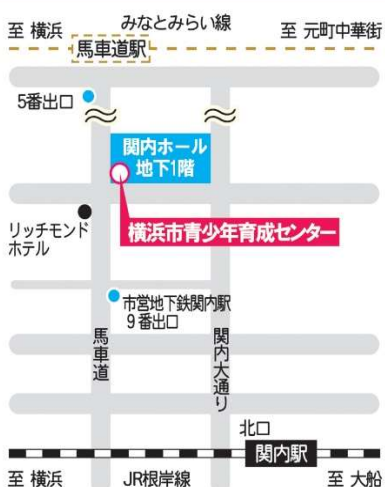 至 横浜
みなとみらい線
至 元町中華街
馬車道駅
5番出口
関内ホール
地下1階
リッチモンド
ホテル
横浜市青少年育成センター
市営地下鉄関内駅
9番出口
馬車道
関内大通り
北口
関内駅
至 横浜
JR根岸線
至 大船